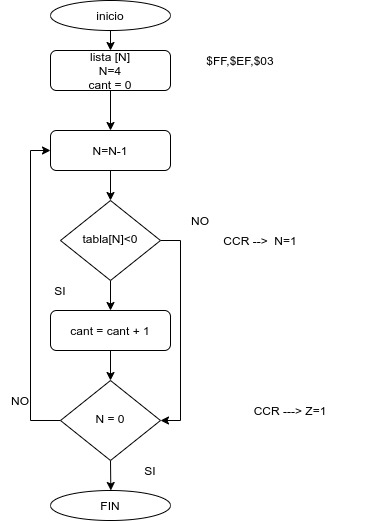 inicio
lista [N]
N=4
cant = 0
$FF,$EF,$03
N=N-1
tabla[N]<0
NO
CCR --> N=1
SI
cant = cant + 1
NO
N = 0
CCR ---> Z=1
SI
FIN